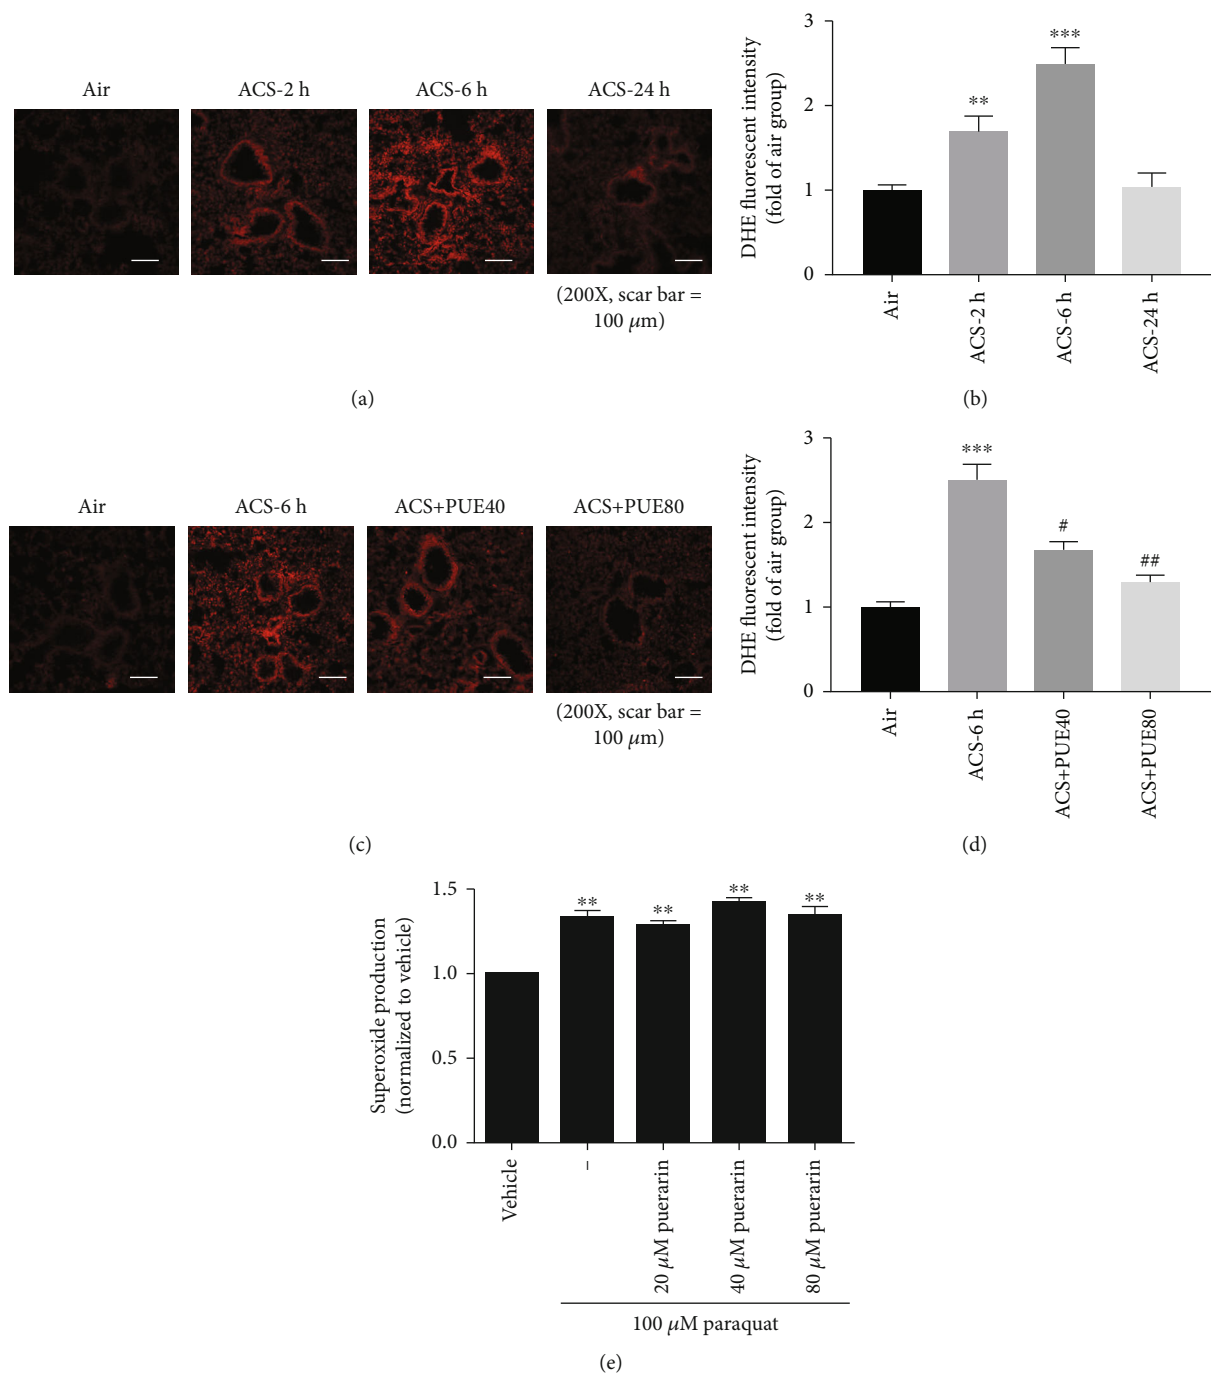 Air
ACS-2 h
ACS-6 h
ACS-24 h
(200X, scar bar =
100 μm)
(a)
DHE fluorescent intensity
(fold of air group)
3
2
1
0
**
***
Air
ACS-2 h
ACS-6 h
ACS-24 h
(b)
Air
ACS-6 h
ACS+PUE40
ACS+PUE80
(200X, scar bar =
100 μm)
(c)
DHE fluorescent intensity
(fold of air group)
3
2
1
0
***
#
##
Air
ACS-6 h
ACS+PUE40
ACS+PUE80
(d)
Superoxide production
(normalized to vehicle)
1.5
1.0
0.5
0.0
**
**
**
**
Vehicle
–
20 μM puerarin
40 μM puerarin
80 μM puerarin
100 μM paraquat
(e)